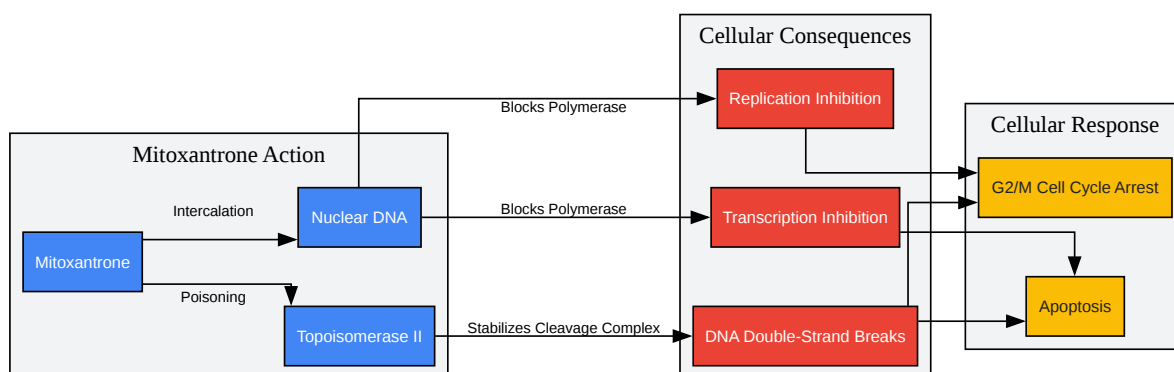 Cellular Consequences
Replication Inhibition
Blocks Polymerase
Cellular Response
Mitoxantrone Action
G2/M Cell Cycle Arrest
Intercalation
Nuclear DNA
Blocks Polymerase
Transcription Inhibition
Mitoxantrone
Poisoning
Apoptosis
Topoisomerase II
Stabilizes Cleavage Complex
DNA Double-Strand Breaks